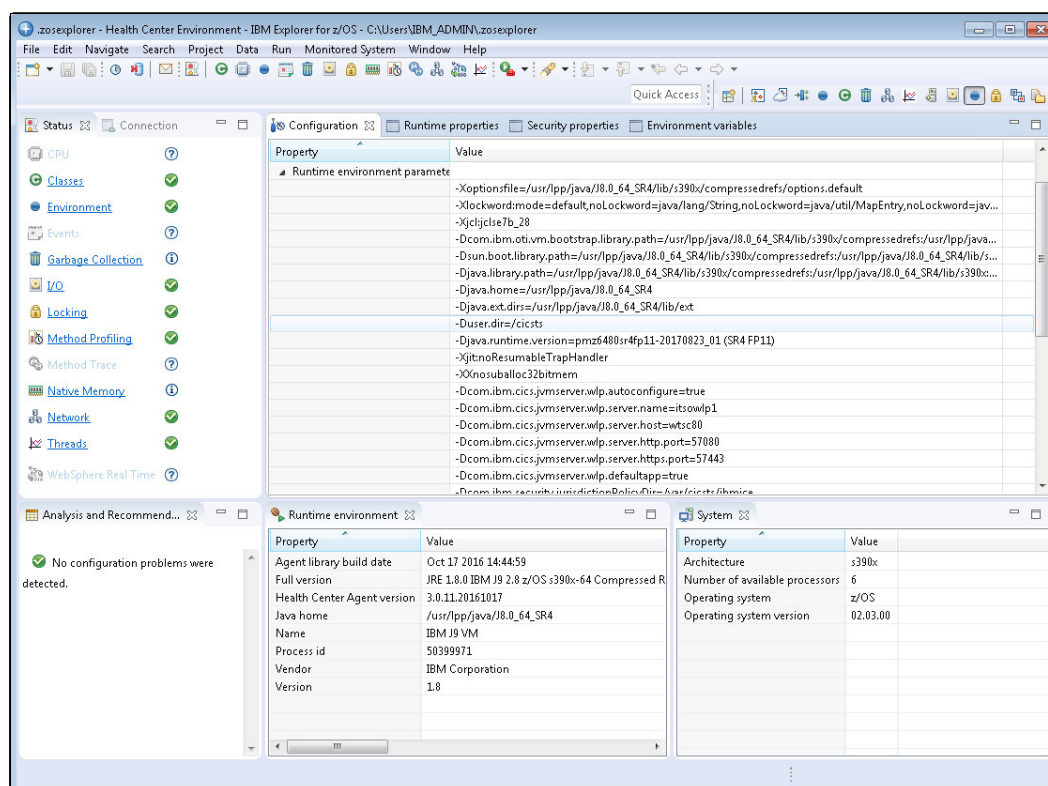 .zosexplorer - Health Center Environment - IBM Explorer for z/OS - C:\Users\IBM_ADMIN\.zosexplorer
File Edit Navigate Search Project Data Run Monitored System Window Help
Quick Access
Status Connection
CPU
Classes
Environment
Events
Garbage Collection
I/O
Locking
Method Profiling
Method Trace
Native Memory
Network
Threads
WebSphere Real Time
Configuration Runtime properties Security properties Environment variables
Property Value
Runtime environment paramete
-Xoptionsfile=/usr/lpp/java/J8.0_64_SR4/lib/s390x/compressedrefs/options.default
-Xlockword:mode=default,noLockword=java/lang/String,noLockword=java/util/MapEntry,noLockword=jav...
-Xjcl:jclse7b_28
-Dcom.ibm.oti.vm.bootstrap.library.path=/usr/lpp/java/J8.0_64_SR4/lib/s390x/compressedrefs:/usr/lpp/java...
-Dsun.boot.library.path=/usr/lpp/java/J8.0_64_SR4/lib/s390x/compressedrefs:/usr/lpp/java/J8.0_64_SR4/lib/s...
-Djava.library.path=/usr/lpp/java/J8.0_64_SR4/lib/s390x/compressedrefs:/usr/lpp/java/J8.0_64_SR4/lib/s390x:...
-Djava.home=/usr/lpp/java/J8.0_64_SR4
-Djava.ext.dirs=/usr/lpp/java/J8.0_64_SR4/lib/ext
-Duser.dir=/cicsts
-Djava.runtime.version=pmz6480sr4fp11-20170823_01 (SR4 FP11)
-Xjit:noResumableTrapHandler
-XXnosuballoc32bitmem
-Dcom.ibm.cics.jvmserver.wlp.autoconfigure=true
-Dcom.ibm.cics.jvmserver.wlp.server.name=itsowlp1
-Dcom.ibm.cics.jvmserver.wlp.server.host=wtsc80
-Dcom.ibm.cics.jvmserver.wlp.server.http.port=57080
-Dcom.ibm.cics.jvmserver.wlp.server.https.port=57443
-Dcom.ibm.cics.jvmserver.wlp.defaultapp=true
-Dcom.ibm.security.jurisdictionPolicyDir=/var/cicsts/ibmjce
Analysis and Recommend...
No configuration problems were
detected.
Runtime environment
Property Value
Agent library build date Oct 17 2016 14:44:59
Full version JRE 1.8.0 IBM J9 2.8 z/OS s390x-64 Compressed R
Health Center Agent version 3.0.11.20161017
Java home /usr/lpp/java/J8.0_64_SR4
Name IBM J9 VM
Process id 50399971
Vendor IBM Corporation
Version 1.8
System
Property Value
Architecture s390x
Number of available processors 6
Operating system z/OS
Operating system version 02.03.00